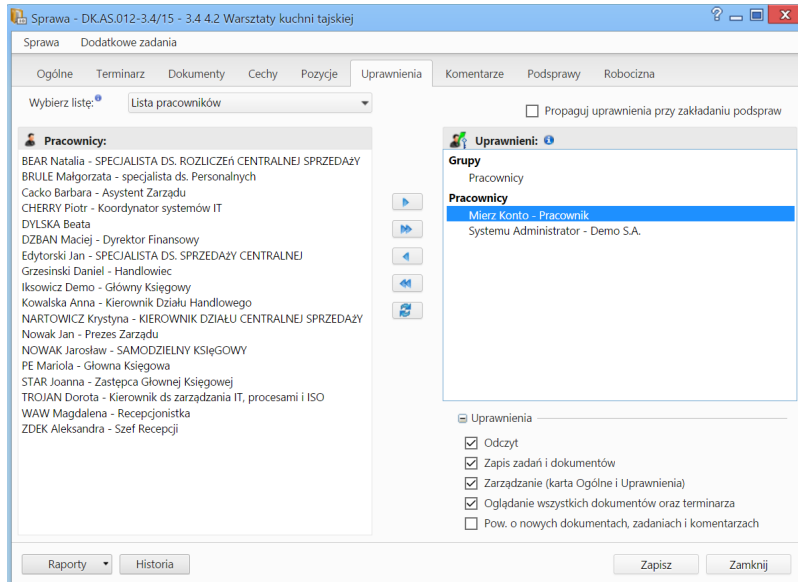 Sprawa - DK.AS.012-3.4/15 - 3.4 4.2 Warsztaty kuchni tajskiej
Sprawa Dodatkowe zadania
Ogólne Terminarz Dokumenty Cechy Pozycje Uprawnienia Komentarze Podsprawy Robocizna
Wybierz listę: Lista pracowników
Propaguj uprawnienia przy zakładaniu podspraw
Pracownicy:
BEAR Natalia - SPECJALISTA DS. ROZLICZEń CENTRALNEJ SPRZEDAżY
BRULE Małgorzata - specjalista ds. Personalnych
Cacko Barbara - Asystent Zarządu
CHERRY Piotr - Koordynator systemów IT
DYLSKA Beata
DZBAN Maciej - Dyrektor Finansowy
Edytorski Jan - SPECJALISTA DS. SPRZEDAżY CENTRALNEJ
Grzesinski Daniel - Handlowiec
Iksowicz Demo - Główny Księgowy
Kowalska Anna - Kierownik Działu Handlowego
NARTOWICZ Krystyna - KIEROWNIK DZIAŁU CENTRALNEJ SPRZEDAżY
Nowak Jan - Prezes Zarządu
NOWAK Jarosław - SAMODZIELNY KSIęGOWY
PE Mariola - Głowna Księgowa
STAR Joanna - Zastępca Głownej Księgowej
TROJAN Dorota - Kierownik ds zarządzania IT, procesami i ISO
WAW Magdalena - Recepcjonistka
ZDEK Aleksandra - Szef Recepcji
Uprawnieni:
Grupy
Pracownicy
Pracownicy
Mierz Konto - Pracownik
Systemu Administrator - Demo S.A.
Uprawnienia
Odczyt
Zapis zadań i dokumentów
Zarządzanie (karta Ogólne i Uprawnienia)
Oglądanie wszystkich dokumentów oraz terminarza
Pow. o nowych dokumentach, zadaniach i komentarzach
Raporty Historia Zapisz Zamknij